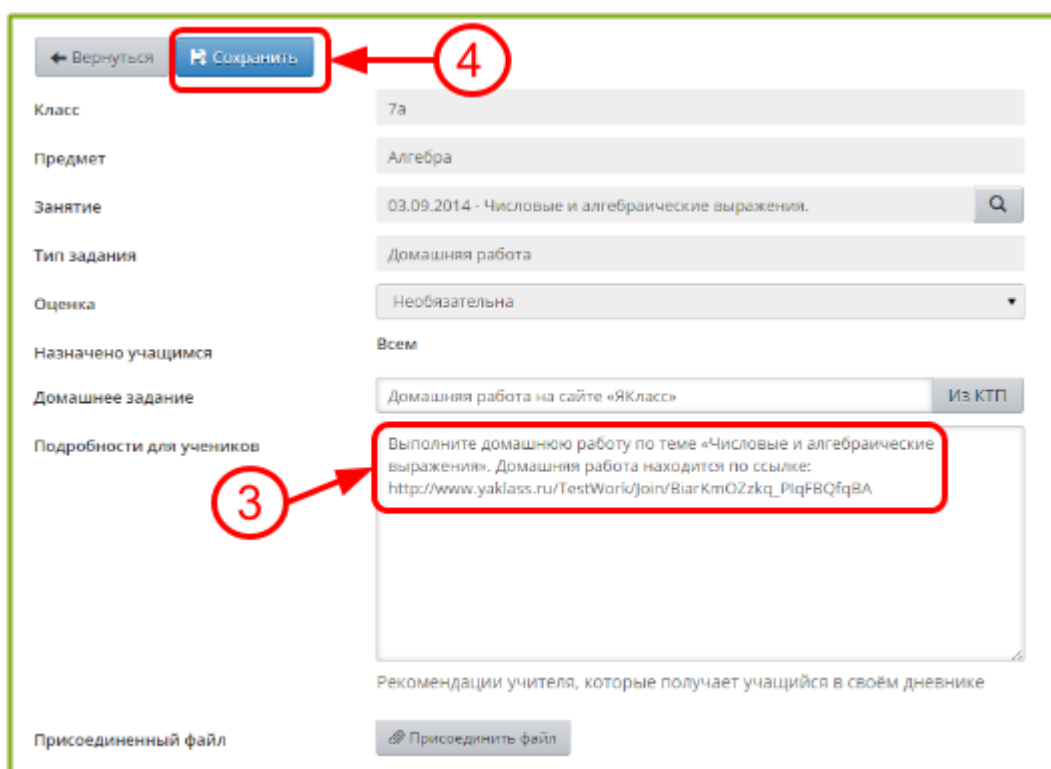 Вернуться Сохранить 4
Класс 7а
Предмет Алгебра
Занятие 03.09.2014 - Числовые и алгебраические выражения.
Тип задания Домашняя работа
Оценка Необязательна
Назначено учащимся Всем
Домашнее задание Домашняя работа на сайте «ЯКласс» Из КТП
Подробности для учеников Выполните домашнюю работу по теме «Числовые и алгебраические
выражения». Домашняя работа находится по ссылке:
3 http://www.yaklass.ru/TestWork/Join/BiarKmOZzkq_PIqFBQfqBA
Рекомендации учителя, которые получает учащийся в своём дневнике
Присоединенный файл Присоединить файл